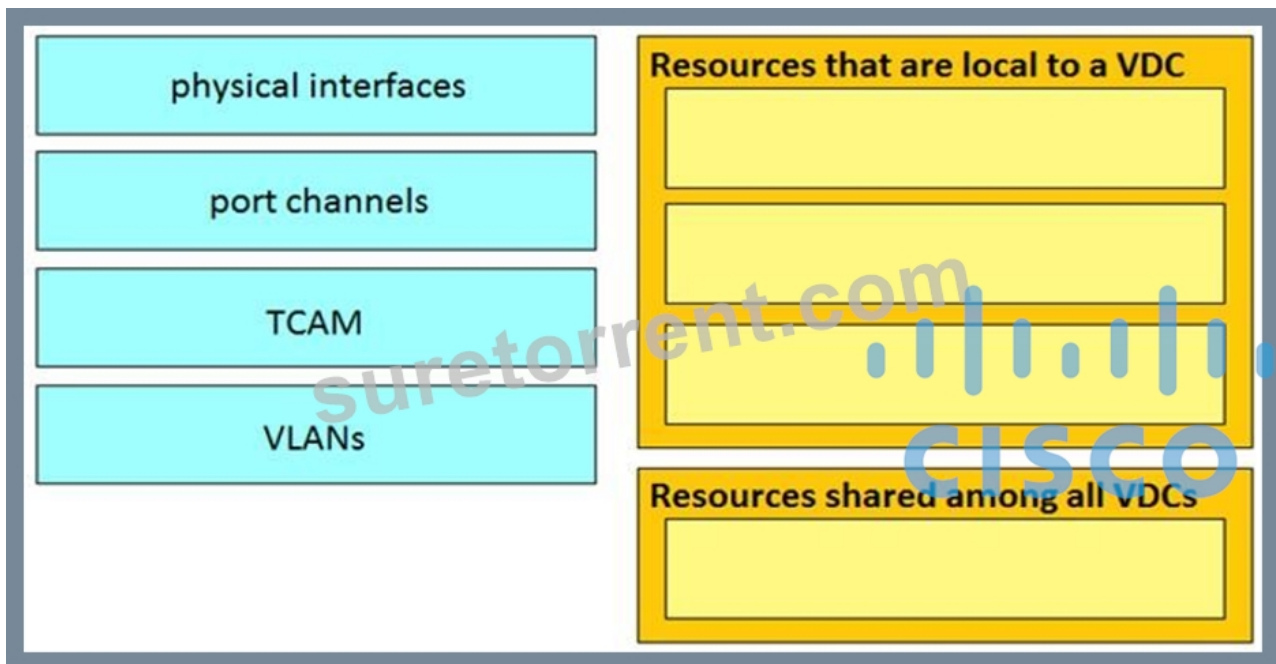 physical interfaces
port channels
TCAM
VLANs
Resources that are local to a VDC
Resources shared among all VDCs
suretorrent.com
CISCO